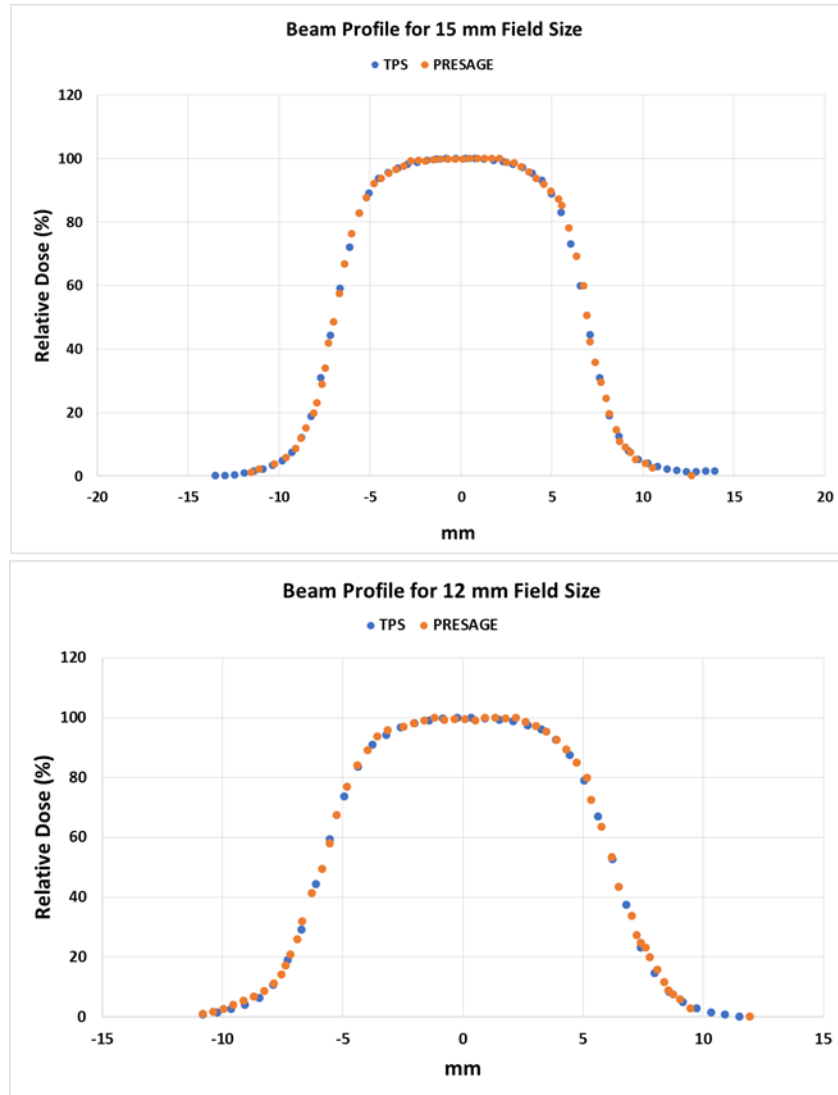 Beam Profile for 15 mm Field Size
TPS PRESAGE
Relative Dose (%)
120
100
80
60
40
20
0
-20 -15 -10 -5 0 5 10 15 20
mm
Beam Profile for 12 mm Field Size
TPS PRESAGE
Relative Dose (%)
120
100
80
60
40
20
0
-15 -10 -5 0 5 10 15
mm